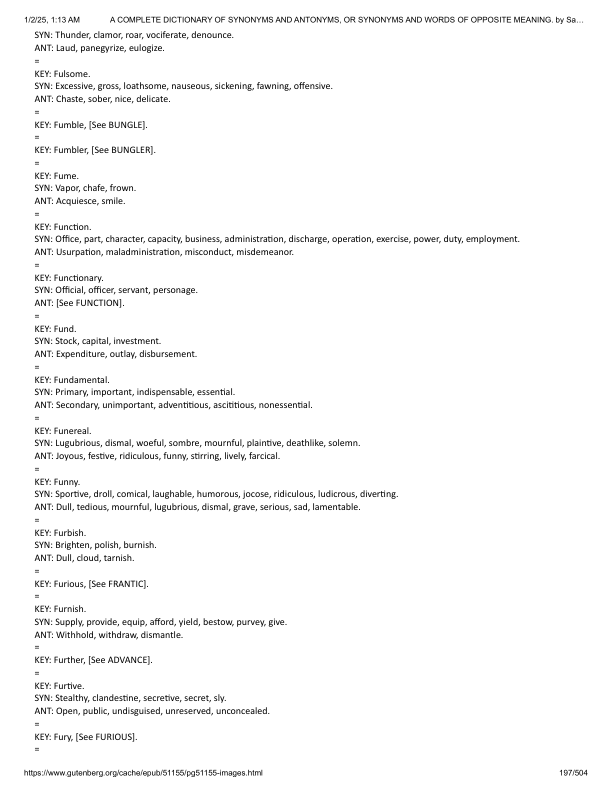 1/2/25, 1:13 AM A COMPLETE DICTIONARY OF SYNONYMS AND ANTONYMS, OR SYNONYMS AND WORDS OF OPPOSITE MEANING. by Sa…
SYN: Thunder, clamor, roar, vociferate, denounce.
ANT: Laud, panegyrize, eulogize.
=
KEY: Fulsome.
SYN: Excessive, gross, loathsome, nauseous, sickening, fawning, offensive.
ANT: Chaste, sober, nice, delicate.
=
KEY: Fumble, [See BUNGLE].
=
KEY: Fumbler, [See BUNGLER].
=
KEY: Fume.
SYN: Vapor, chafe, frown.
ANT: Acquiesce, smile.
=
KEY: Function.
SYN: Office, part, character, capacity, business, administration, discharge, operation, exercise, power, duty, employment.
ANT: Usurpation, maladministration, misconduct, misdemeanor.
=
KEY: Functionary.
SYN: Official, officer, servant, personage.
ANT: [See FUNCTION].
=
KEY: Fund.
SYN: Stock, capital, investment.
ANT: Expenditure, outlay, disbursement.
=
KEY: Fundamental.
SYN: Primary, important, indispensable, essential.
ANT: Secondary, unimportant, adventitious, ascititious, nonessential.
=
KEY: Funereal.
SYN: Lugubrious, dismal, woeful, sombre, mournful, plaintive, deathlike, solemn.
ANT: Joyous, festive, ridiculous, funny, stirring, lively, farcical.
=
KEY: Funny.
SYN: Sportive, droll, comical, laughable, humorous, jocose, ridiculous, ludicrous, diverting.
ANT: Dull, tedious, mournful, lugubrious, dismal, grave, serious, sad, lamentable.
=
KEY: Furbish.
SYN: Brighten, polish, burnish.
ANT: Dull, cloud, tarnish.
=
KEY: Furious, [See FRANTIC].
=
KEY: Furnish.
SYN: Supply, provide, equip, afford, yield, bestow, purvey, give.
ANT: Withhold, withdraw, dismantle.
=
KEY: Further, [See ADVANCE].
=
KEY: Furtive.
SYN: Stealthy, clandestine, secretive, secret, sly.
ANT: Open, public, undisguised, unreserved, unconcealed.
=
KEY: Fury, [See FURIOUS].
=
https://www.gutenberg.org/cache/epub/51155/pg51155-images.html 197/504